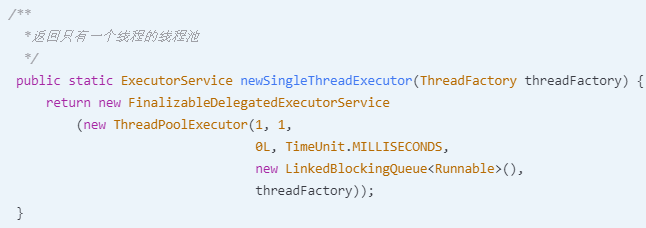 /**
 *返回只有一个线程的线程池
 */
public static ExecutorService newSingleThreadExecutor(ThreadFactory threadFactory) {
    return new FinalizableDelegatedExecutorService
        (new ThreadPoolExecutor(1, 1,
                                0L, TimeUnit.MILLISECONDS,
                                new LinkedBlockingQueue<Runnable>(),
                                threadFactory));
}